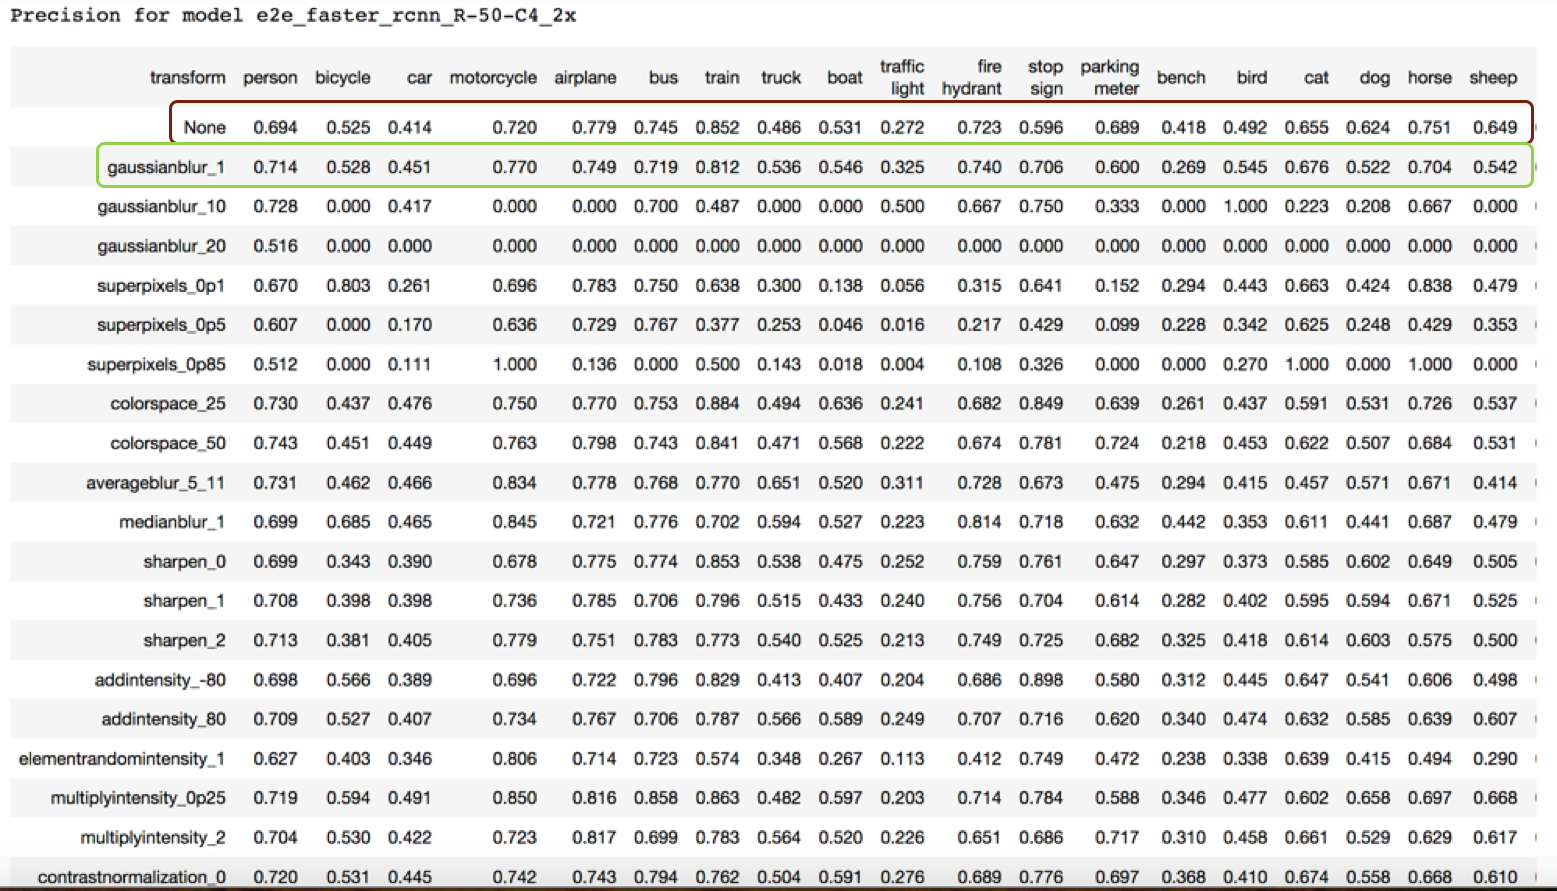 Precision for model e2e_faster_rcnn_R-50-C4_2x
transform person bicycle car motorcycle airplane bus train truck boat traffic light fire hydrant stop sign parking meter bench bird cat dog horse sheep
None 0.694 0.525 0.414 0.720 0.779 0.745 0.852 0.486 0.531 0.272 0.723 0.596 0.689 0.418 0.492 0.655 0.624 0.751 0.649
gaussianblur_1 0.714 0.528 0.451 0.770 0.749 0.719 0.812 0.536 0.546 0.325 0.740 0.706 0.600 0.269 0.545 0.676 0.522 0.704 0.542
gaussianblur_10 0.728 0.000 0.417 0.000 0.000 0.700 0.487 0.000 0.000 0.500 0.667 0.750 0.333 0.000 1.000 0.223 0.208 0.667 0.000
gaussianblur_20 0.516 0.000 0.000 0.000 0.000 0.000 0.000 0.000 0.000 0.000 0.000 0.000 0.000 0.000 0.000 0.000 0.000 0.000 0.000
superpixels_0p1 0.670 0.803 0.261 0.696 0.783 0.750 0.638 0.300 0.138 0.056 0.315 0.641 0.152 0.294 0.443 0.663 0.424 0.838 0.479
superpixels_0p5 0.607 0.000 0.170 0.636 0.729 0.767 0.377 0.253 0.046 0.016 0.217 0.429 0.099 0.228 0.342 0.625 0.248 0.429 0.353
superpixels_0p85 0.512 0.000 0.111 1.000 0.136 0.000 0.500 0.143 0.018 0.004 0.108 0.326 0.000 0.000 0.270 1.000 0.000 1.000 0.000
colorspace_25 0.730 0.437 0.476 0.750 0.770 0.753 0.884 0.494 0.636 0.241 0.682 0.849 0.639 0.261 0.437 0.591 0.531 0.726 0.537
colorspace_50 0.743 0.451 0.449 0.763 0.798 0.743 0.841 0.471 0.568 0.222 0.674 0.781 0.724 0.218 0.453 0.622 0.507 0.684 0.531
averageblur_5_11 0.731 0.462 0.466 0.834 0.778 0.768 0.770 0.651 0.520 0.311 0.728 0.673 0.475 0.294 0.415 0.457 0.571 0.671 0.414
medianblur_1 0.699 0.685 0.465 0.845 0.721 0.776 0.702 0.594 0.527 0.223 0.814 0.718 0.632 0.442 0.353 0.611 0.441 0.687 0.479
sharpen_0 0.699 0.343 0.390 0.678 0.775 0.774 0.853 0.538 0.475 0.252 0.759 0.761 0.647 0.297 0.373 0.585 0.602 0.649 0.505
sharpen_1 0.708 0.398 0.398 0.736 0.785 0.706 0.796 0.515 0.433 0.240 0.756 0.704 0.614 0.282 0.402 0.595 0.594 0.671 0.525
sharpen_2 0.713 0.381 0.405 0.779 0.751 0.783 0.773 0.540 0.525 0.213 0.749 0.725 0.682 0.325 0.418 0.614 0.603 0.575 0.500
addintensity_-80 0.698 0.566 0.389 0.696 0.722 0.796 0.829 0.413 0.407 0.204 0.686 0.898 0.580 0.312 0.445 0.647 0.541 0.606 0.498
addintensity_80 0.709 0.527 0.407 0.734 0.767 0.706 0.787 0.566 0.589 0.249 0.707 0.716 0.620 0.340 0.474 0.632 0.585 0.639 0.607
elementrandomintensity_1 0.627 0.403 0.346 0.806 0.714 0.723 0.574 0.348 0.267 0.113 0.412 0.749 0.472 0.238 0.338 0.639 0.415 0.494 0.290
multiplyintensity_0p25 0.719 0.594 0.491 0.850 0.816 0.858 0.863 0.482 0.597 0.203 0.714 0.784 0.588 0.346 0.477 0.602 0.658 0.697 0.668
multiplyintensity_2 0.704 0.530 0.422 0.723 0.817 0.699 0.783 0.564 0.520 0.226 0.651 0.686 0.717 0.310 0.458 0.661 0.529 0.629 0.617
contrastnormalization_0 0.720 0.531 0.445 0.742 0.743 0.794 0.762 0.504 0.591 0.276 0.689 0.776 0.697 0.368 0.410 0.674 0.558 0.668 0.610